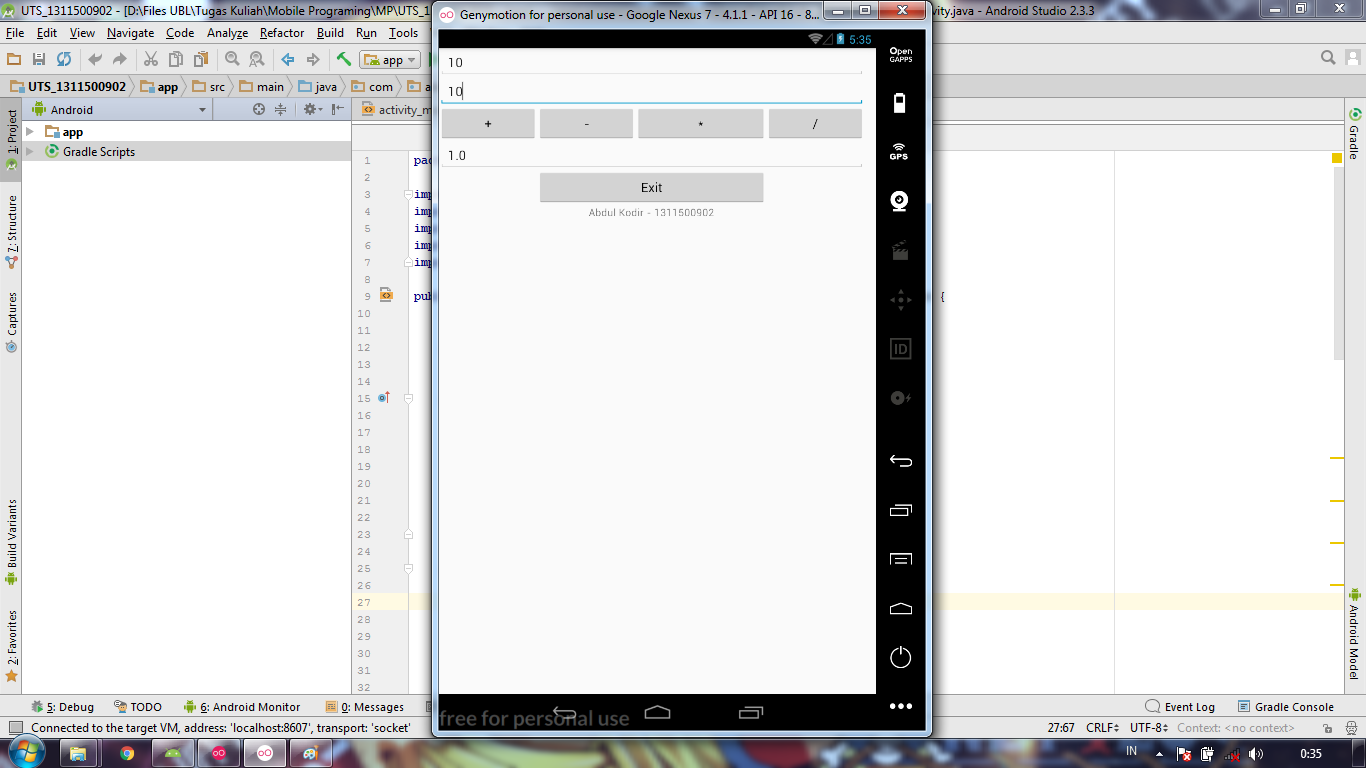 UTS_1311500902 - [D:\Files UBL\Tugas Kuliah\Mobile Programing\MP\UTS_1
Genymotion for personal use - Google Nexus 7 - 4.1.1 - API 16 - 8...
ivity.java - Android Studio 2.3.3
File Edit View Navigate Code Analyze Refactor Build Run Tools
app
UTS_1311500902 app src main java com a
Android
activity_m
app
Gradle Scripts
1: Project
7: Structure
Captures
Build Variants
2: Favorites
1 pac
2
3 imp
4 imp
5 imp
6 imp
7 imp
8
9 pub {
10
11
12
13
14
15
16
17
18
19
20
21
22
23
24
25
26
27
28
29
30
31
32
5:35
10
10
+ - * /
1.0
Exit
Abdul Kodir - 1311500902
Open
GAPPS
GPS
ID
free for personal use
Gradle
Android Model
5: Debug TODO 6: Android Monitor 0: Messages
Event Log Gradle Console
Connected to the target VM, address: 'localhost:8607', transport: 'socket'
27:67 CRLF UTF-8 Context: <no context>
IN 0:35